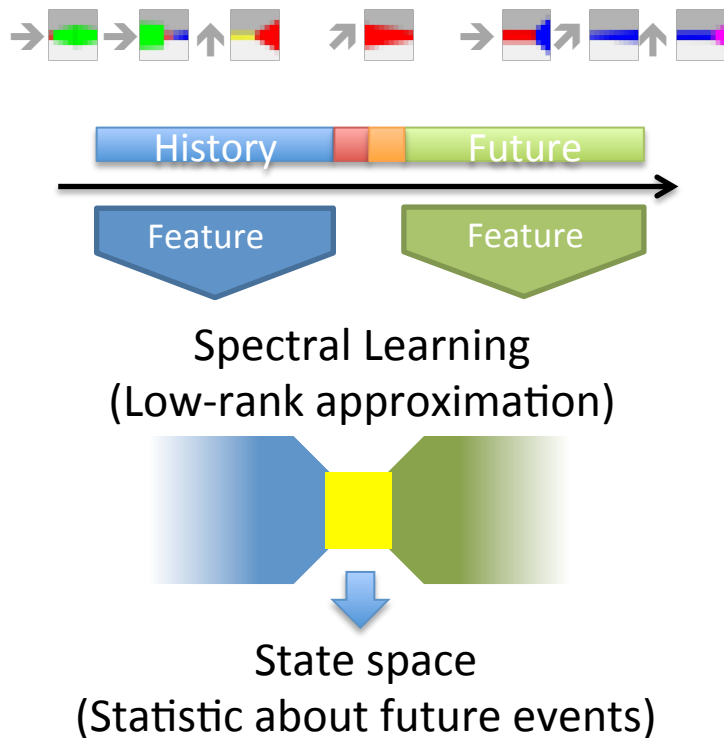 History Future
Feature Feature
Spectral Learning
(Low-rank approximation)
State space
(Statistic about future events)